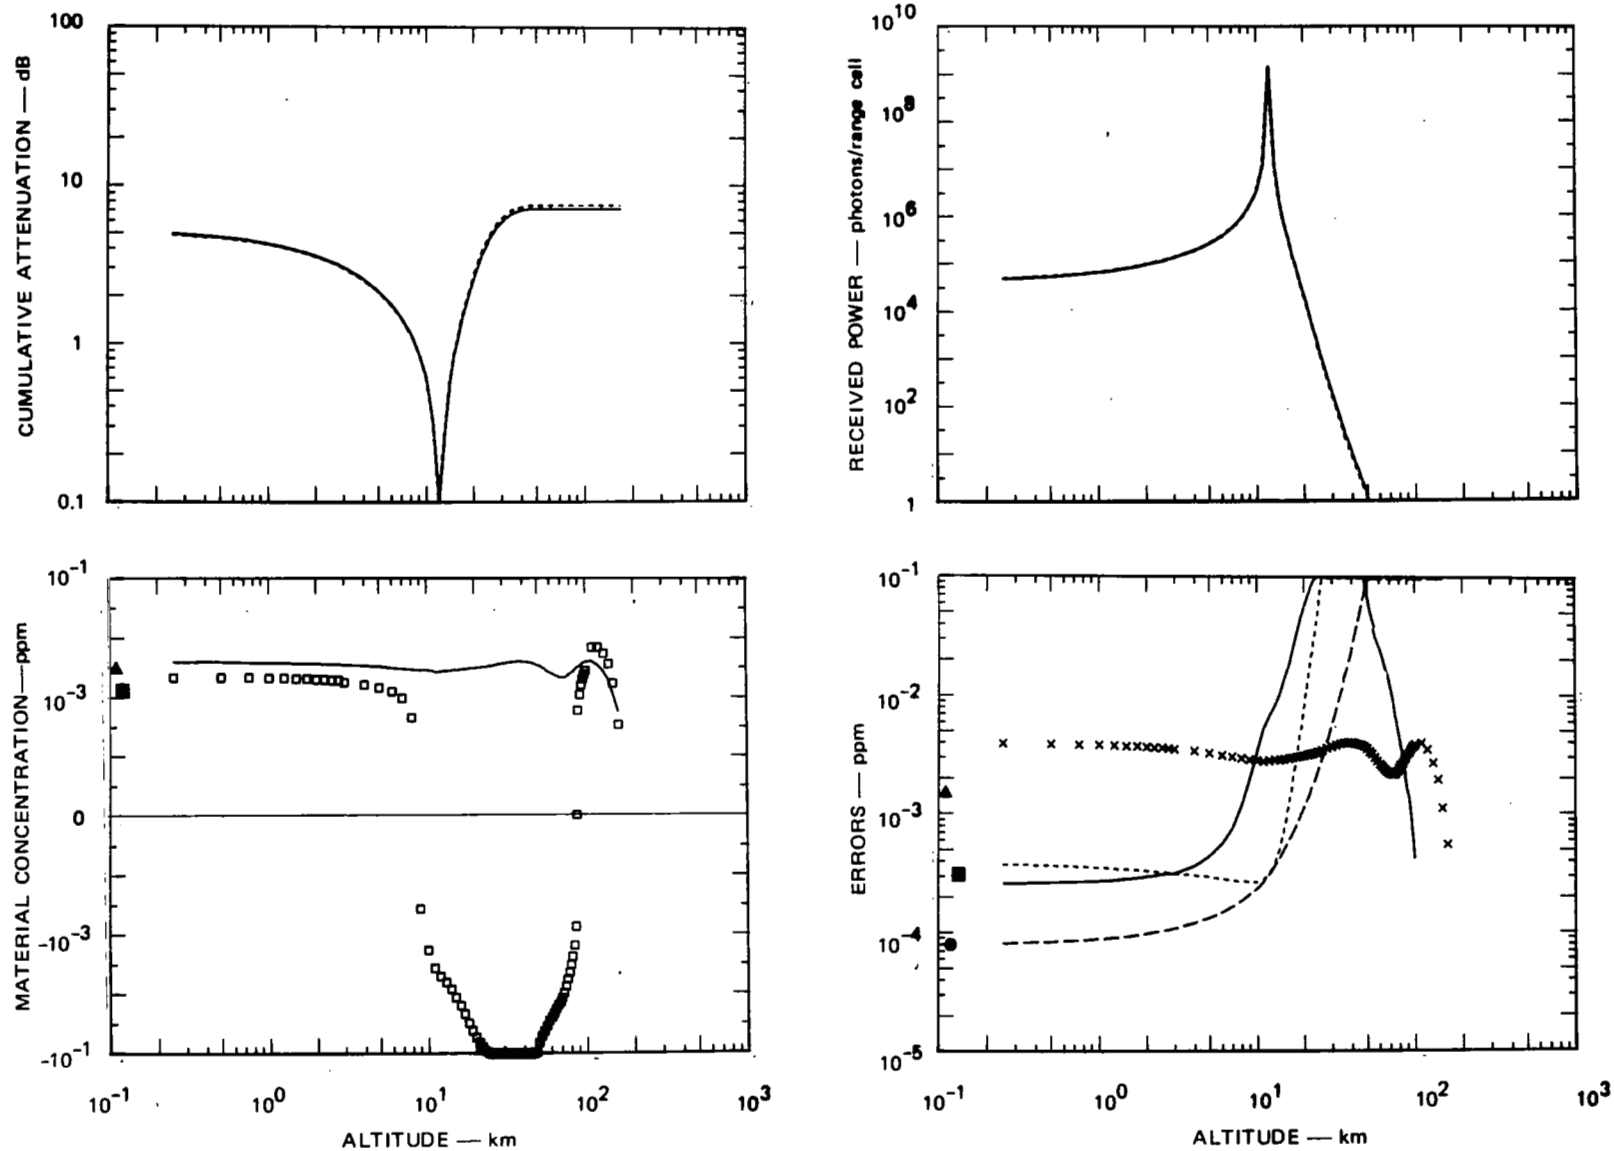 100
10
1
0.1
CUMULATIVE ATTENUATION — dB
10^10
10^8
10^6
10^4
10^2
1
RECEIVED POWER — photons/range cell
10^-1
10^-3
0
-10^-3
-10^-1
MATERIAL CONCENTRATION—ppm
10^-1 10^0 10^1 10^2 10^3
ALTITUDE — km
10^-1
10^-2
10^-3
10^-4
10^-5
ERRORS — ppm
10^-1 10^0 10^1 10^2 10^3
ALTITUDE — km